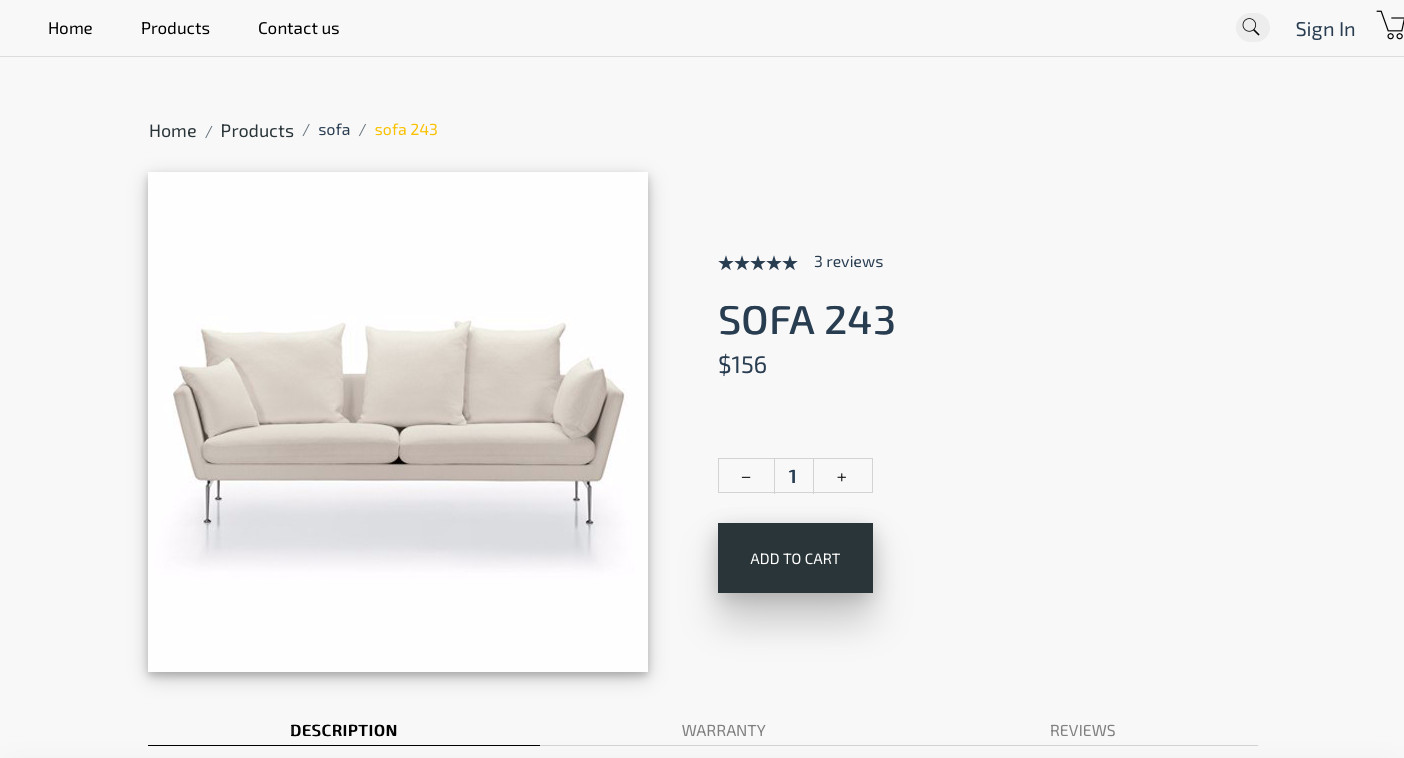 Home Products Contact us Sign In
Home / Products / sofa / sofa 243
★★★★★ 3 reviews
SOFA 243
$156
− 1 +
ADD TO CART
DESCRIPTION WARRANTY REVIEWS